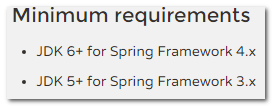 Minimum requirements
• JDK 6+ for Spring Framework 4.x
• JDK 5+ for Spring Framework 3.x